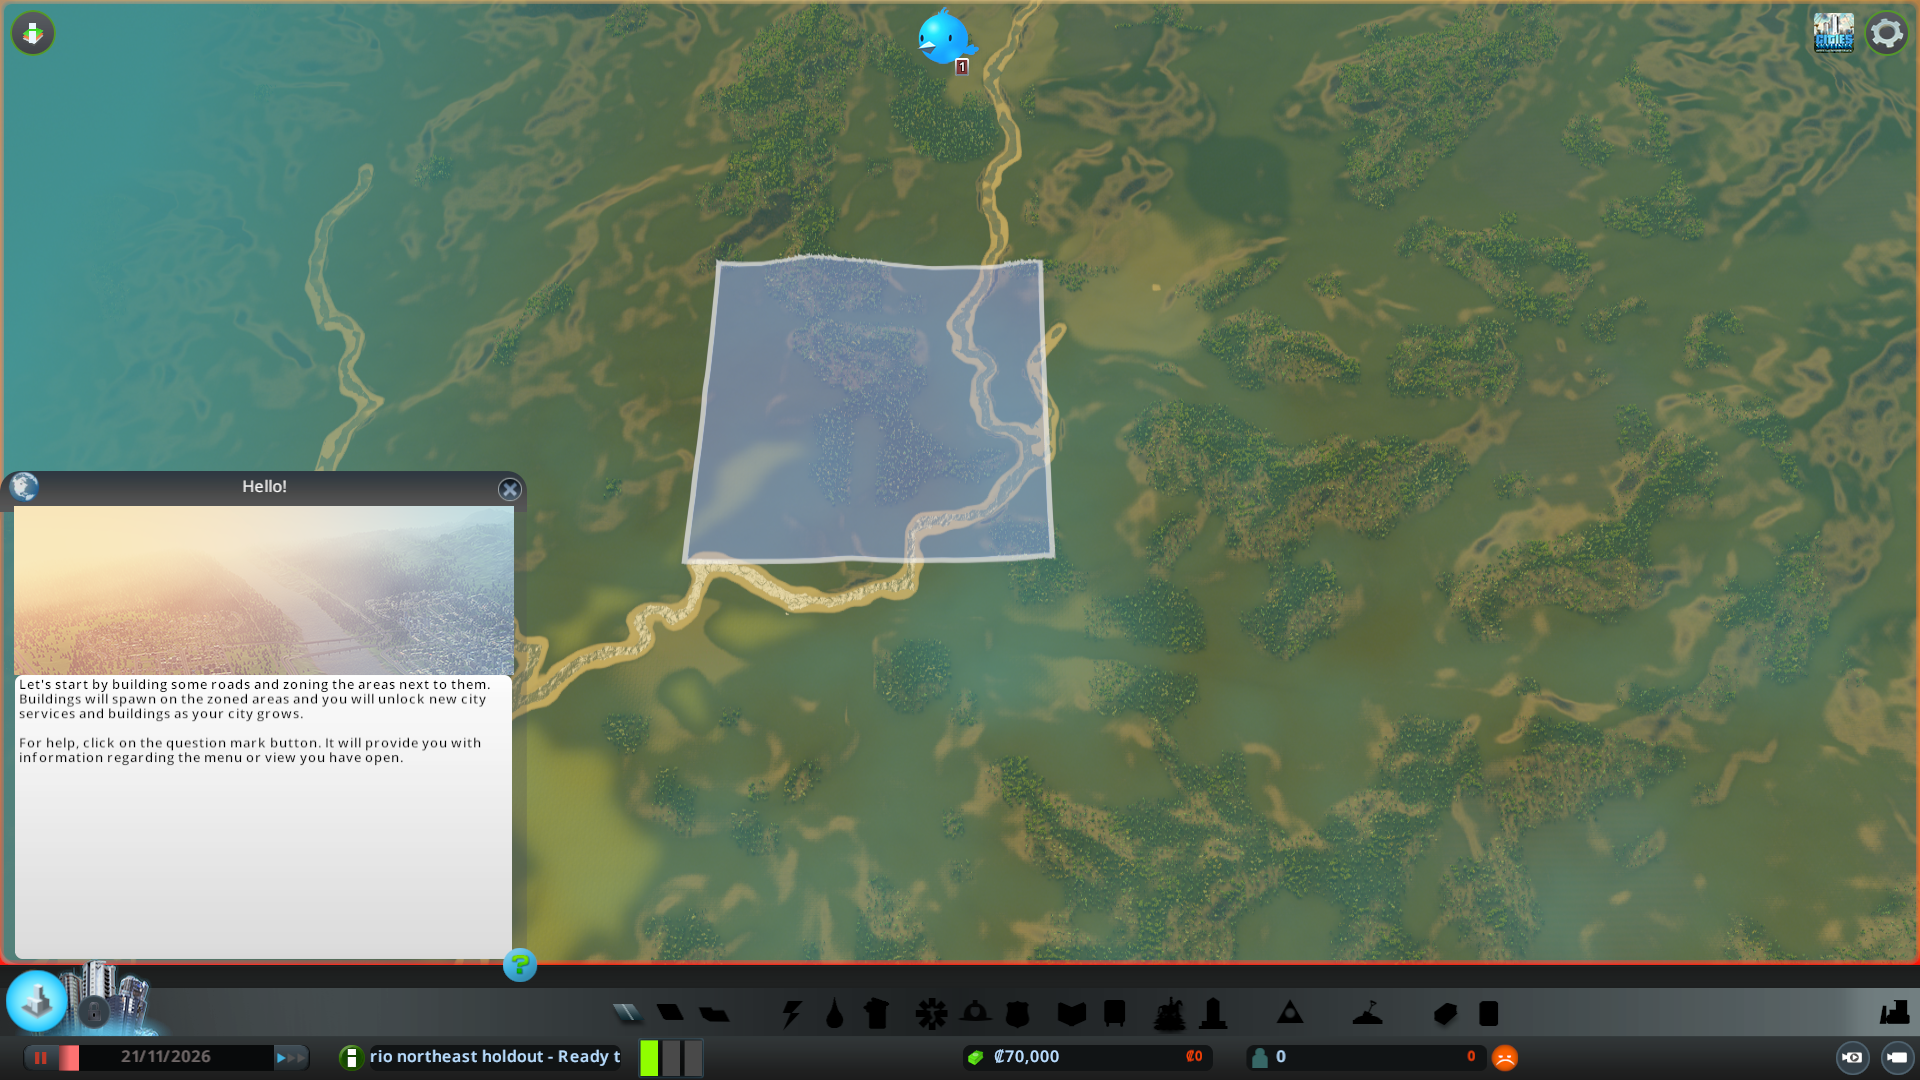 1
CITIES
Hello!
Let's start by building some roads and zoning the areas next to them.
Buildings will spawn on the zoned areas and you will unlock new city
services and buildings as your city grows.
For help, click on the question mark button. It will provide you with
information regarding the menu or view you have open.
?
21/11/2026
rio northeast holdout - Ready t
₡70,000
₡0
0
0